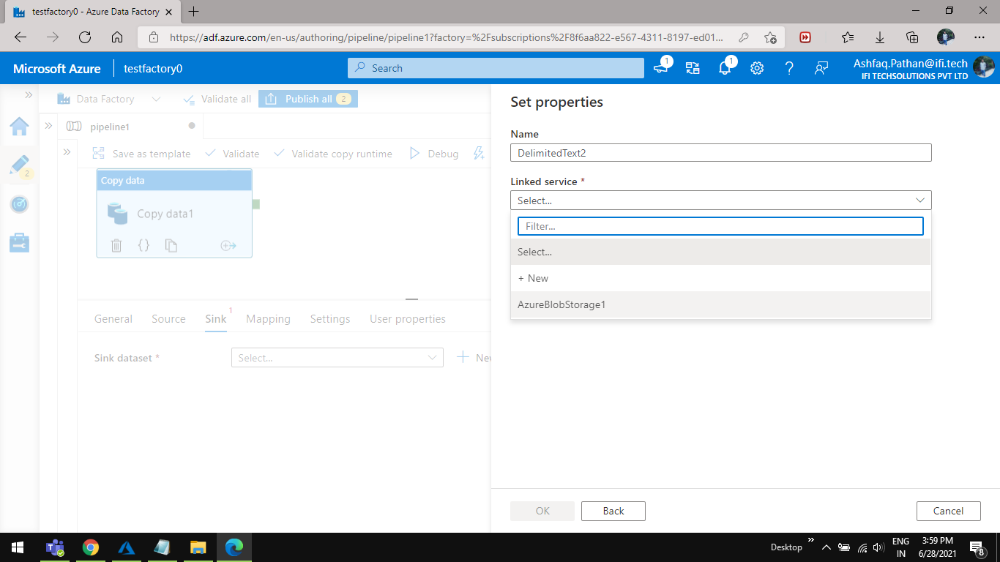 testfactory0 - Azure Data Factory
https://adf.azure.com/en-us/authoring/pipeline/pipeline1?factory=%2Fsubscriptions%2F8f6aa822-e567-4311-8197-ed01...
Microsoft Azure
testfactory0
Search
1
1
Ashfaq.Pathan@ifi.tech
IFI TECHSOLUTIONS PVT LTD
Data Factory
Validate all
Publish all 2
pipeline1
2
Save as template
Validate
Validate copy runtime
Debug
Copy data
Copy data1
General
Source
Sink 1
Mapping
Settings
User properties
Sink dataset *
Select...
New
Set properties
Name
DelimitedText2
Linked service *
Select...
Filter...
Select...
+ New
AzureBlobStorage1
OK
Back
Cancel
Desktop
ENG
IN
3:59 PM
6/28/2021
8